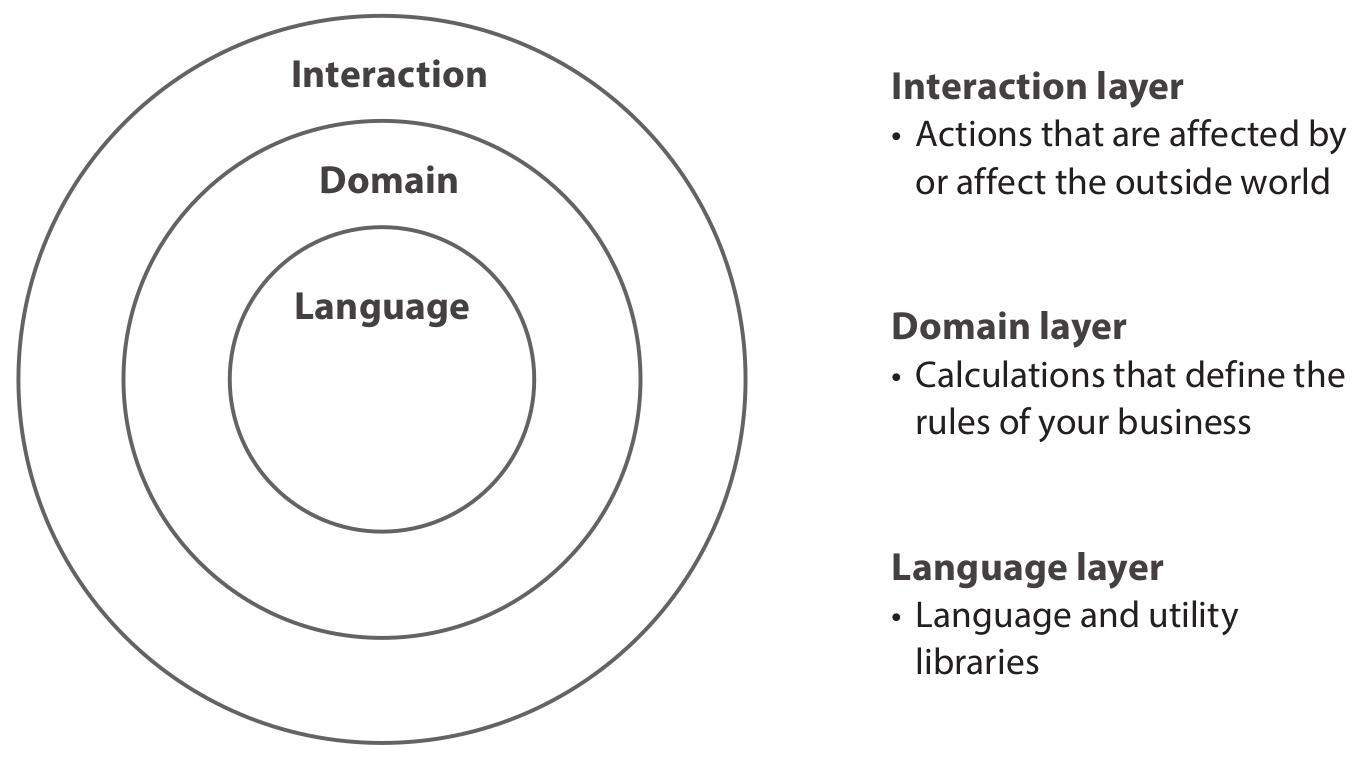 Interaction
Domain
Language
Interaction layer
• Actions that are affected by
or affect the outside world
Domain layer
• Calculations that define the
rules of your business
Language layer
• Language and utility
libraries